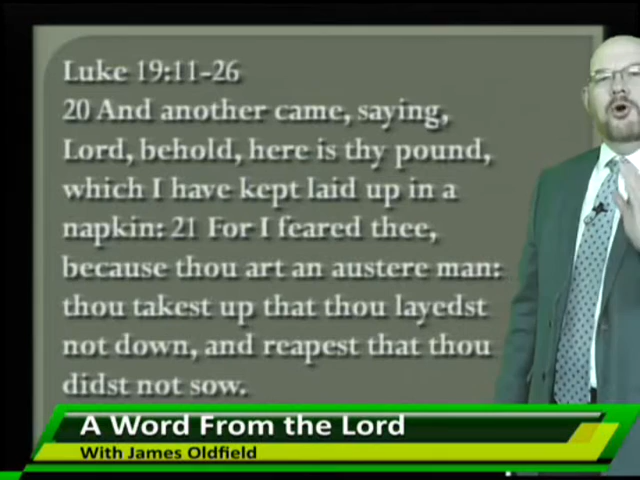 Luke 19:11-26
20 And another came, saying,
Lord, behold, here is thy pound,
which I have kept laid up in a
napkin: 21 For I feared thee,
because thou art an austere man:
thou takest up that thou layedst
not down, and reapest that thou
didst not sow.
A Word From the Lord
With James Oldfield